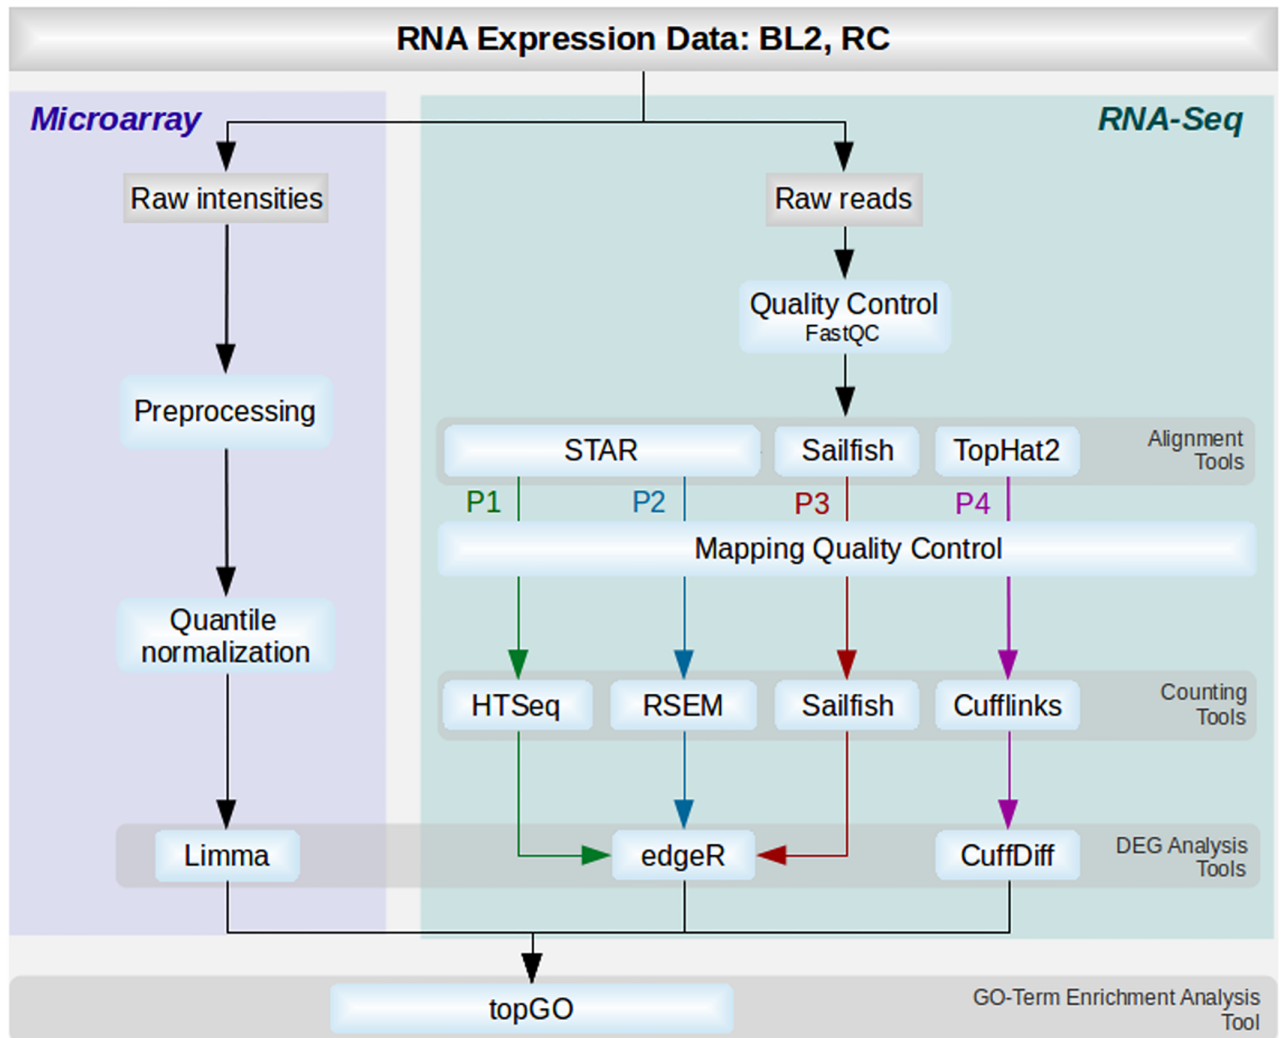 RNA Expression Data: BL2, RC
Microarray
RNA-Seq
Raw intensities
Raw reads
Quality Control
FastQC
Preprocessing
STAR
Sailfish
TopHat2
Alignment
Tools
P1
P2
P3
P4
Mapping Quality Control
Quantile
normalization
HTSeq
RSEM
Sailfish
Cufflinks
Counting
Tools
Limma
edgeR
CuffDiff
DEG Analysis
Tools
topGO
GO-Term Enrichment Analysis
Tool